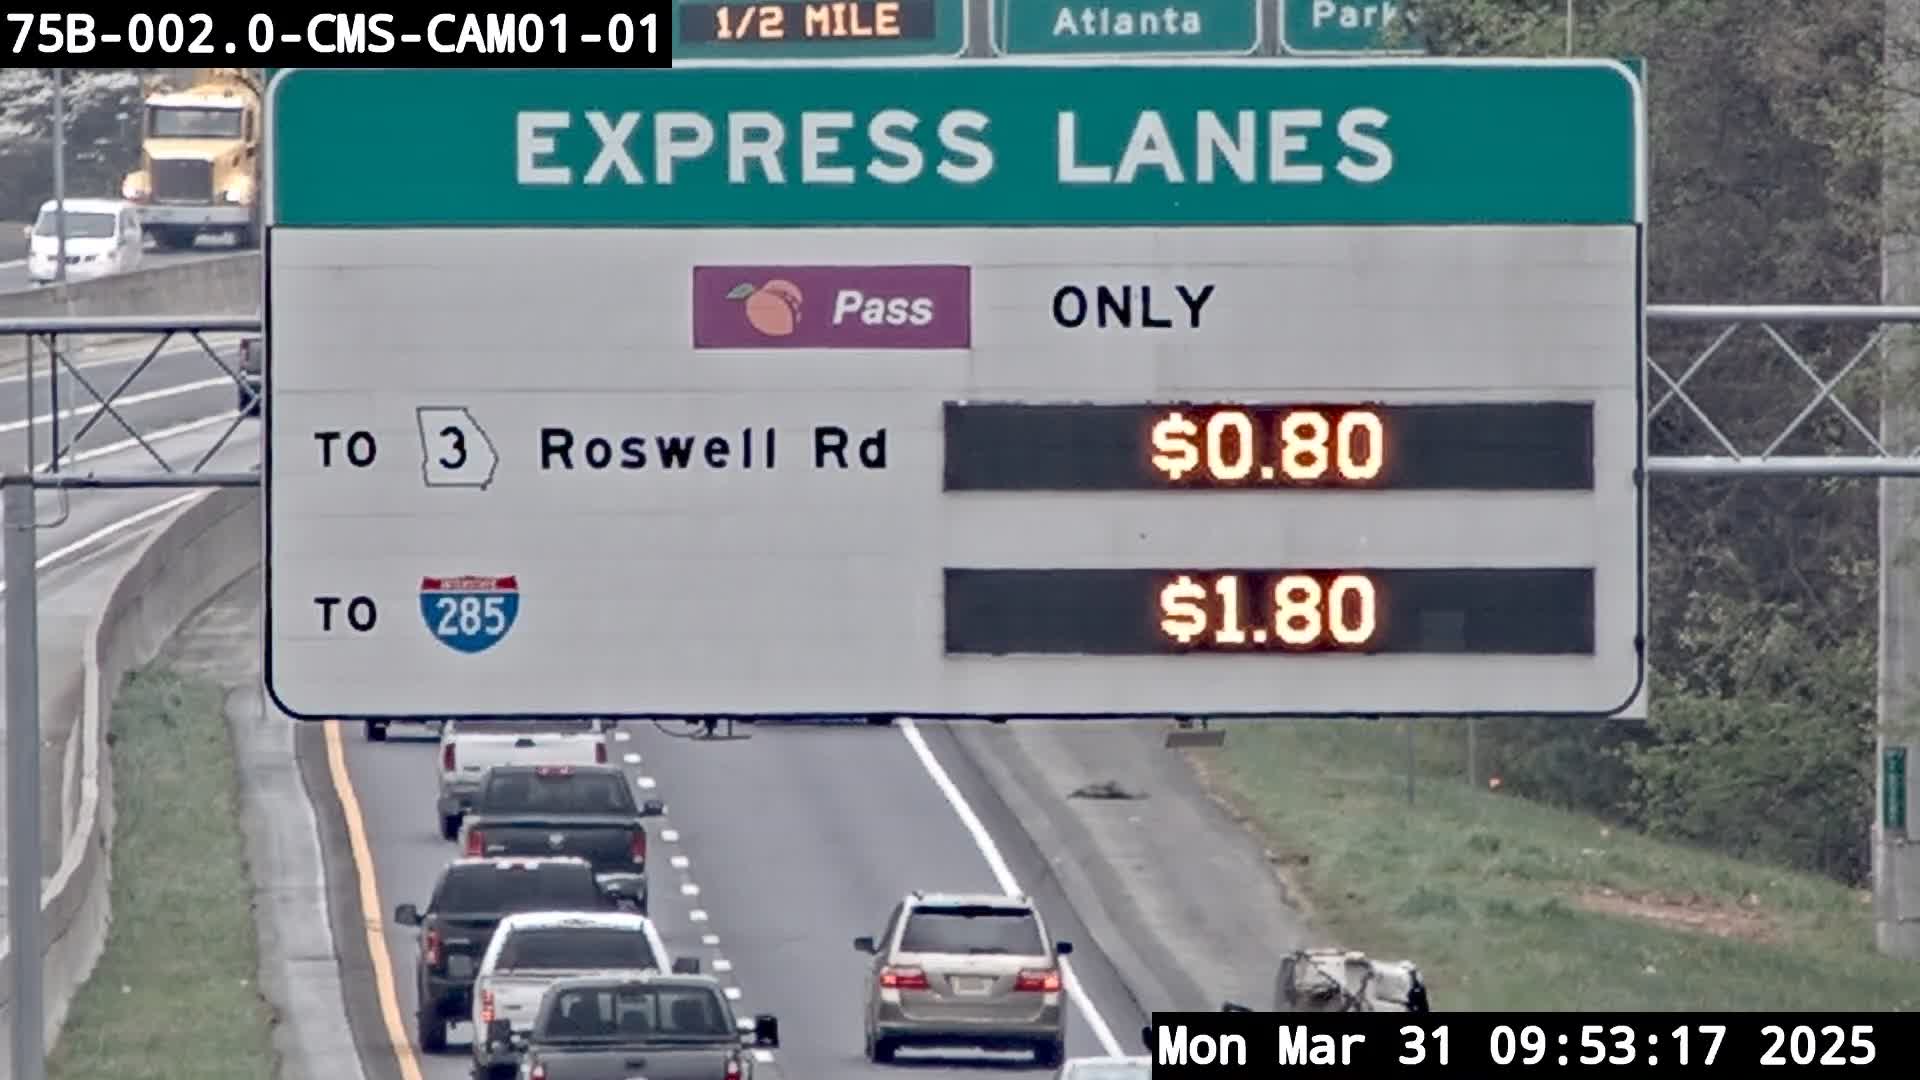 75B-002.0-CMS-CAM01-01
1/2 MILE
Atlanta
EXPRESS LANES
Pass ONLY
TO 3 Roswell Rd $0.80
TO INTERSTATE 285 $1.80
Mon Mar 31 09:53:17 2025